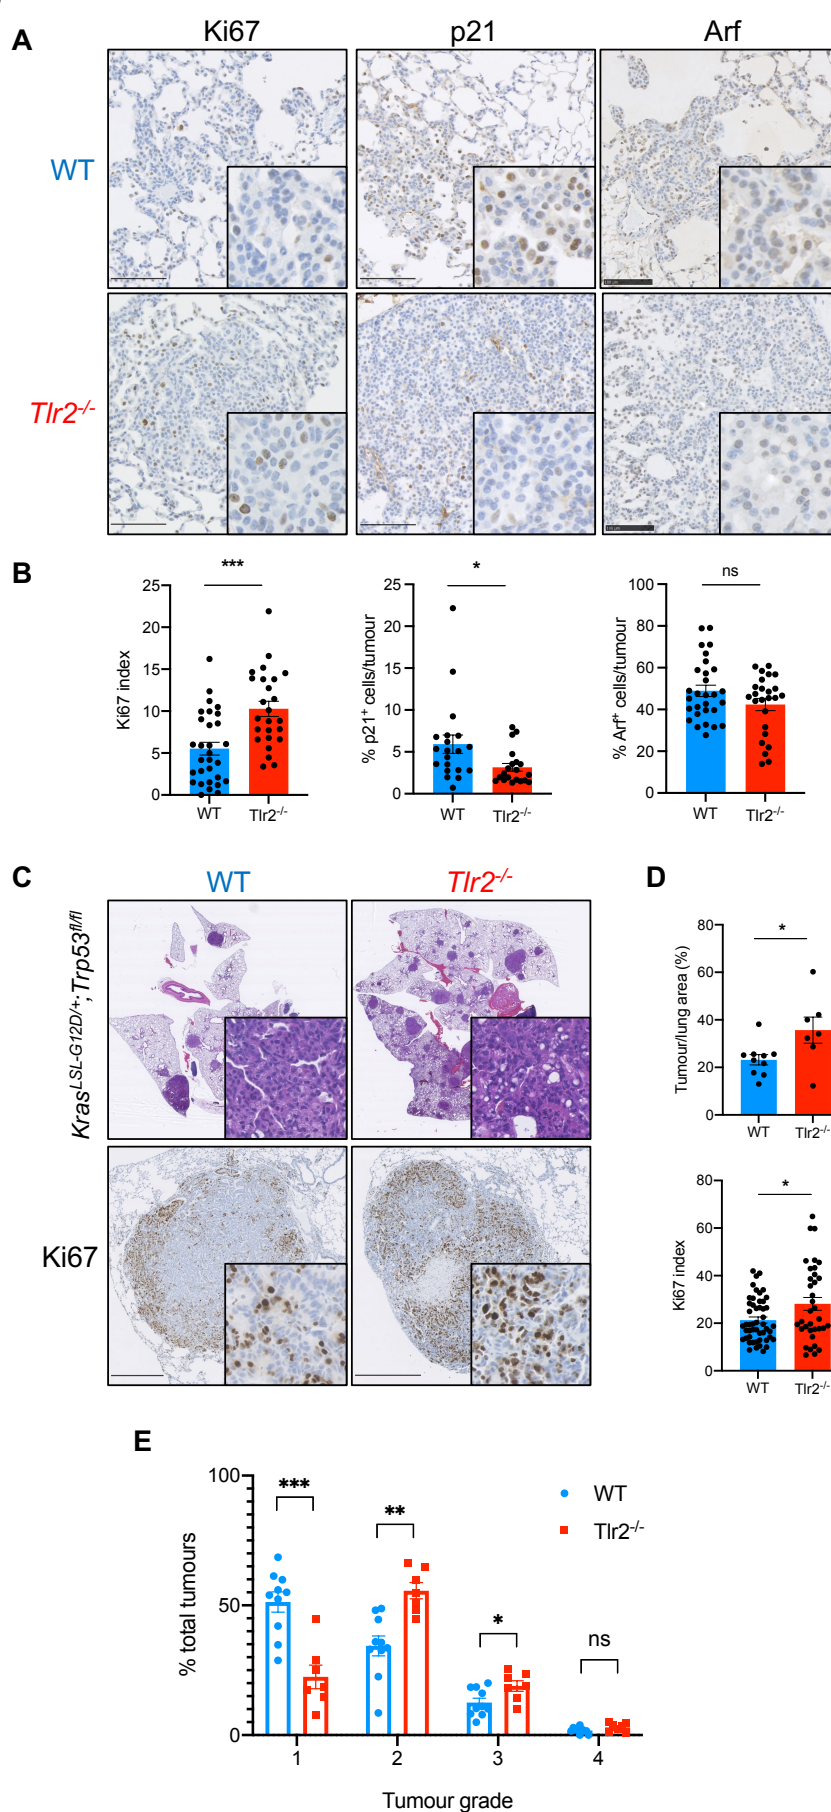 A
Ki67 p21 Arf
WT
Tlr2-/-
100 µm
B
*** * ns
Ki67 index
25
20
15
10
5
0
WT Tlr2-/-
% p21+ cells/tumour
25
20
15
10
5
0
WT Tlr2-/-
% Arf+ cells/tumour
100
80
60
40
20
0
WT Tlr2-/-
C
WT Tlr2-/-
KrasLSL-G12D/+;Trp53fl/fl
Ki67
D
Tumour/lung area (%)
80
60
40
20
0
*
WT Tlr2-/-
Ki67 index
80
60
40
20
0
*
WT Tlr2-/-
E
% total tumours
100
50
0
*** ** * ns
WT
Tlr2-/-
1 2 3 4
Tumour grade